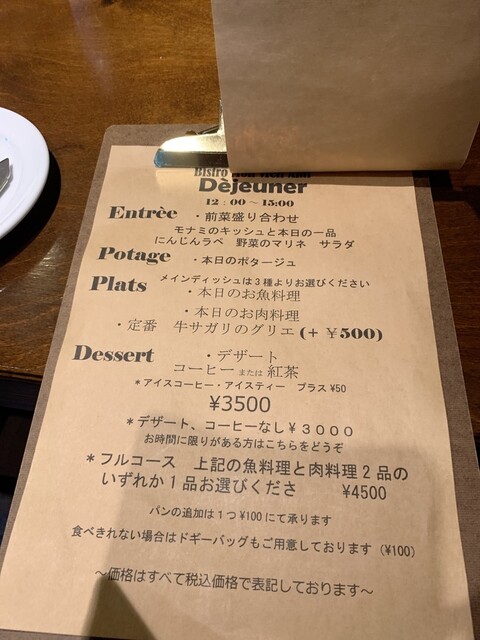 Bistro Mon Ami
Dèjeuner
12：00～15:00
Entrèe ・前菜盛り合わせ
モナミのキッシュと本日の一品
にんじんラペ 野菜のマリネ サラダ
Potage ・本日のポタージュ
Plats メインディッシュは3種よりお選びください
・本日のお魚料理
・本日のお肉料理
・定番 牛サガリのグリエ (+ ￥500)
Dessert ・デザート
コーヒー または 紅茶
*アイスコーヒー・アイスティー プラス¥50
¥3500
*デザート、コーヒーなし¥３０００
お時間に限りがある方はこちらをどうぞ
*フルコース 上記の魚料理と肉料理2品の
いずれか1品お選びくださ ¥4500
パンの追加は1つ¥100にて承ります
食べきれない場合はドギーバッグもご用意しております (¥100)
～価格はすべて税込価格で表記しております～